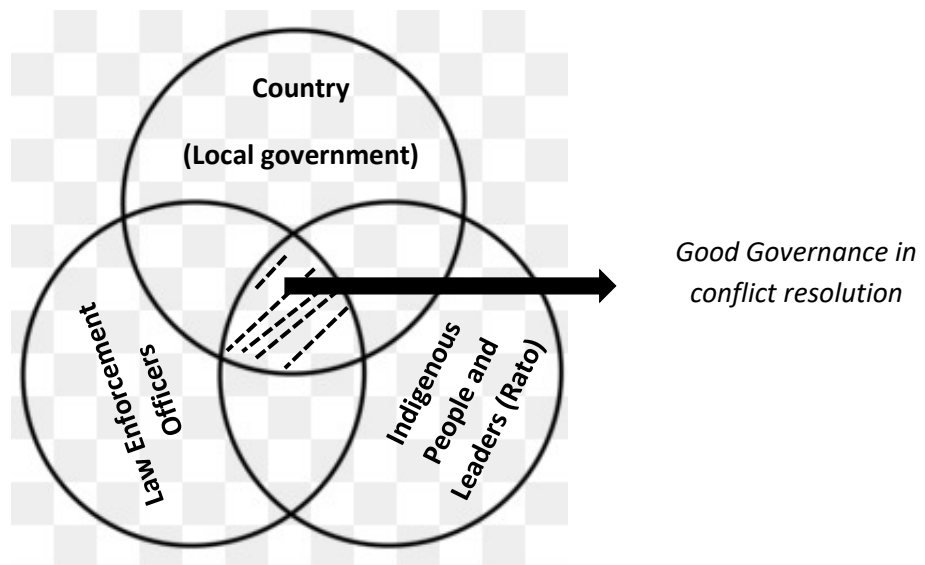 Country
(Local government)
Good Governance in
conflict resolution
Law Enforcement
Officers
Indigenous
People and
Leaders (Rato)